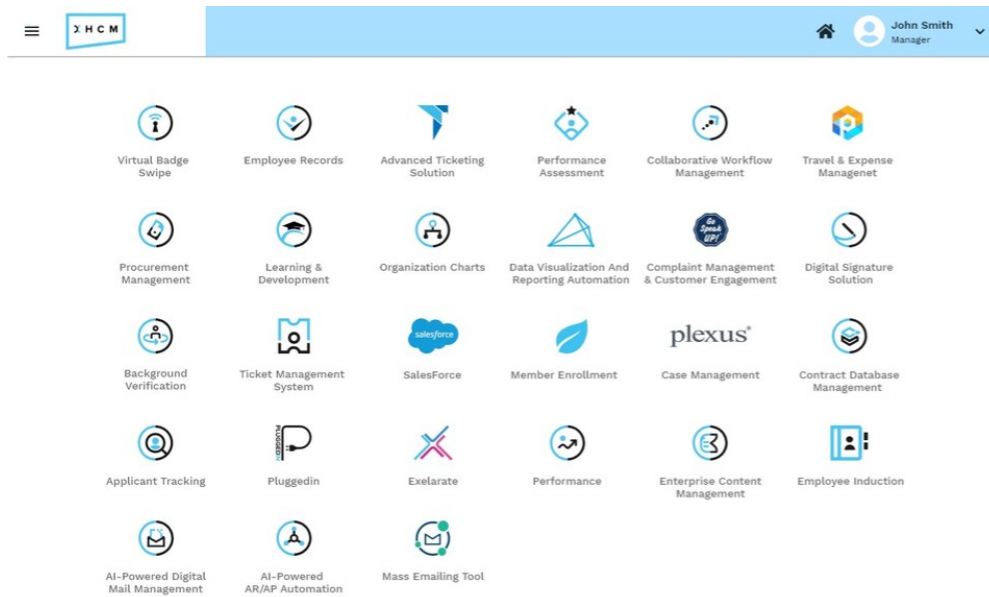 XHCM
John Smith
Manager
Virtual Badge
Swipe
Employee Records
Advanced Ticketing
Solution
Performance
Assessment
Collaborative Workflow
Management
Travel & Expense
Managenet
Procurement
Management
Learning &
Development
Organization Charts
Data Visualization And
Reporting Automation
Go
Speak
UP!
Complaint Management
& Customer Engagement
Digital Signature
Solution
Background
Verification
Ticket Management
System
salesforce
SalesForce
Member Enrollment
plexus
Case Management
Contract Database
Management
Applicant Tracking
PLUGGEDIN
Pluggedin
Exelarate
Performance
Enterprise Content
Management
Employee Induction
AI-Powered Digital
Mail Management
AI-Powered
AR/AP Automation
Mass Emailing Tool